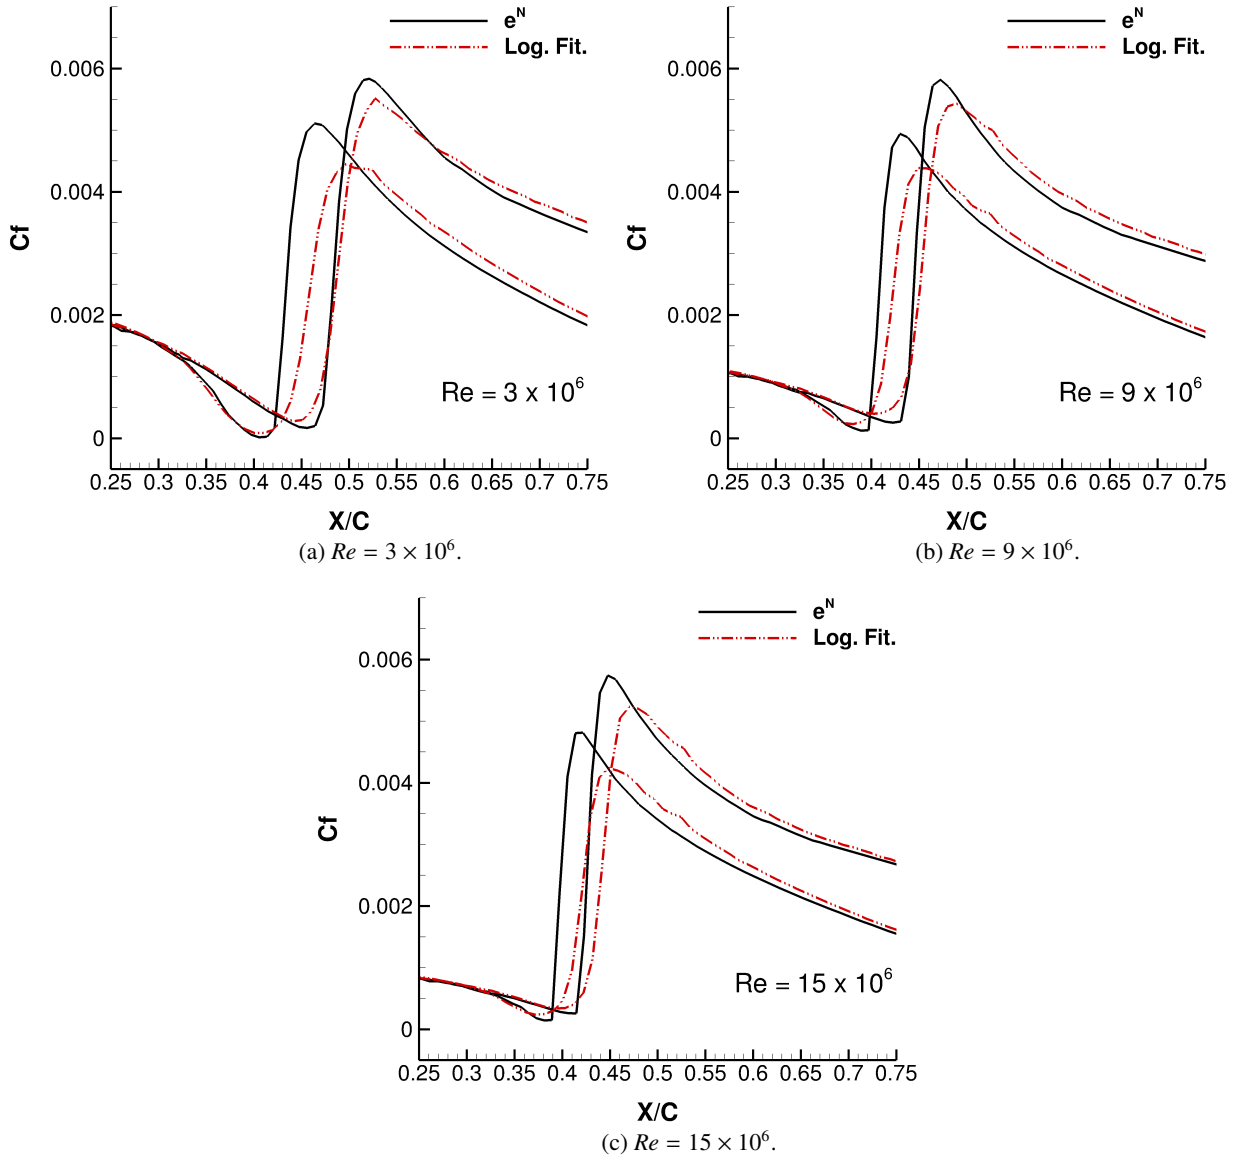 e^N
Log. Fit.
0.006
0.004
0.002
0
Cf
Re = 3 x 10^6
0.25 0.3 0.35 0.4 0.45 0.5 0.55 0.6 0.65 0.7 0.75
X/C
(a) Re = 3 × 10^6.
e^N
Log. Fit.
0.006
0.004
0.002
0
Cf
Re = 9 x 10^6
0.25 0.3 0.35 0.4 0.45 0.5 0.55 0.6 0.65 0.7 0.75
X/C
(b) Re = 9 × 10^6.
e^N
Log. Fit.
0.006
0.004
0.002
0
Cf
Re = 15 x 10^6
0.25 0.3 0.35 0.4 0.45 0.5 0.55 0.6 0.65 0.7 0.75
X/C
(c) Re = 15 × 10^6.